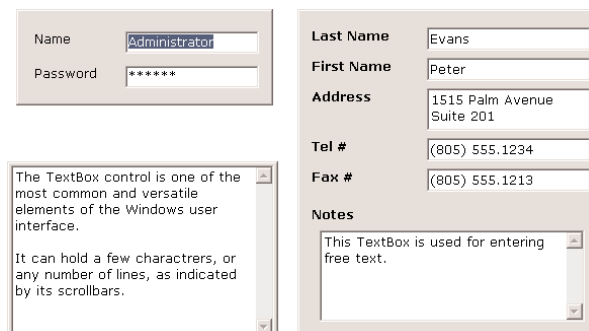 Name
Administrator
Password
******
The TextBox control is one of the
most common and versatile
elements of the Windows user
interface.
It can hold a few charactrers, or
any number of lines, as indicated
by its scrollbars.
Last Name
Evans
First Name
Peter
Address
1515 Palm Avenue
Suite 201
Tel #
(805) 555.1234
Fax #
(805) 555.1213
Notes
This TextBox is used for entering
free text.